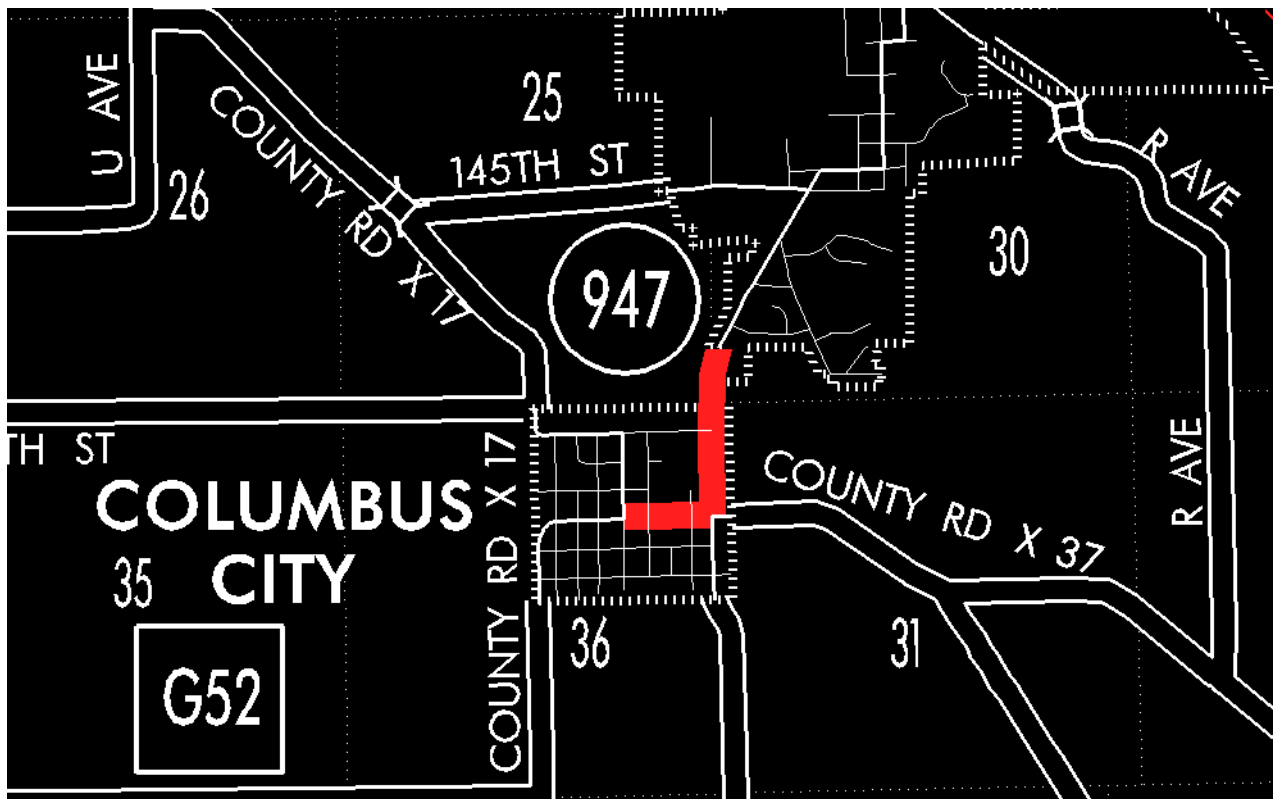 U AVE
COUNTY RD X 17
25
145TH ST
26
R AVE
30
947
TH ST
COUNTY RD X 17
COLUMBUS
CITY
COUNTY RD X 37
R AVE
35
36
31
G52